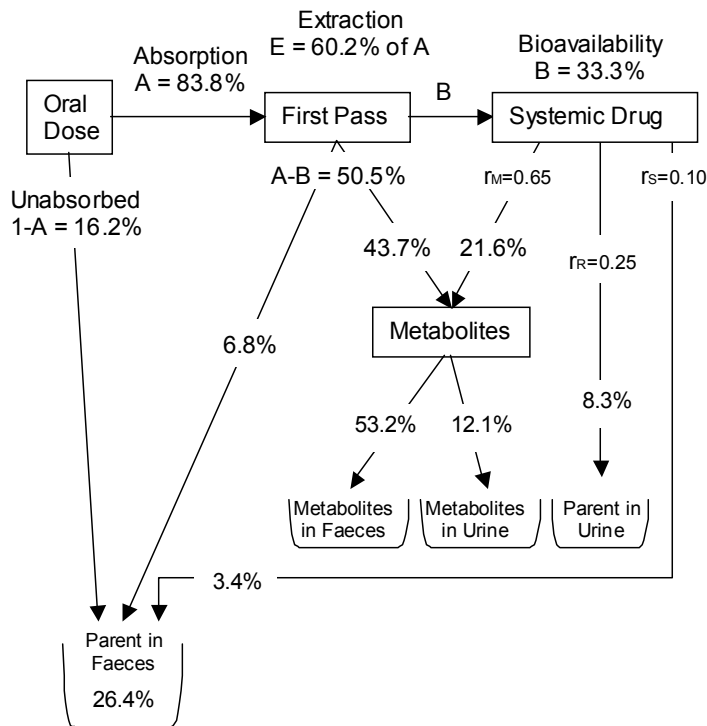 Extraction
E = 60.2% of A
Absorption
A = 83.8%
Bioavailability
B = 33.3%
Oral
Dose
First Pass
B
Systemic Drug
Unabsorbed
1-A = 16.2%
A-B = 50.5%
rM=0.65
rS=0.10
43.7%
21.6%
rR=0.25
Metabolites
6.8%
53.2%
12.1%
8.3%
Metabolites
in Faeces
Metabolites
in Urine
Parent in
Urine
3.4%
Parent in
Faeces
26.4%